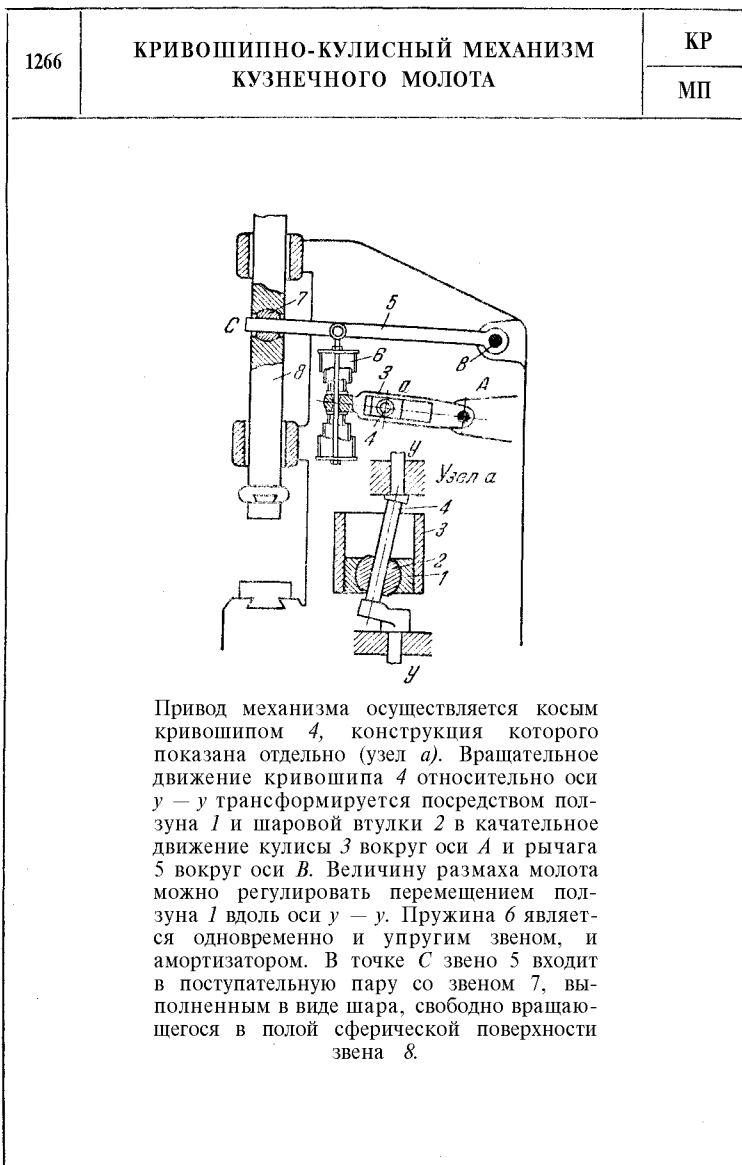 1266
КРИВОШИПНО-КУЛИСНЫЙ МЕХАНИЗМ
КУЗНЕЧНОГО МОЛОТА
КР
МП
7
C
5
B
6
3
a
A
8
4
y
Узел а
4
3
2
1
y
Привод механизма осуществляется косым
кривошипом 4, конструкция которого
показана отдельно (узел а). Вращательное
движение кривошипа 4 относительно оси
y — y трансформируется посредством пол-
зуна 1 и шаровой втулки 2 в качательное
движение кулисы 3 вокруг оси A и рычага
5 вокруг оси B. Величину размаха молота
можно регулировать перемещением пол-
зуна 1 вдоль оси y — y. Пружина 6 являет-
ся одновременно и упругим звеном, и
амортизатором. В точке C звено 5 входит
в поступательную пару со звеном 7, вы-
полненным в виде шара, свободно вращаю-
щегося в полой сферической поверхности
звена 8.